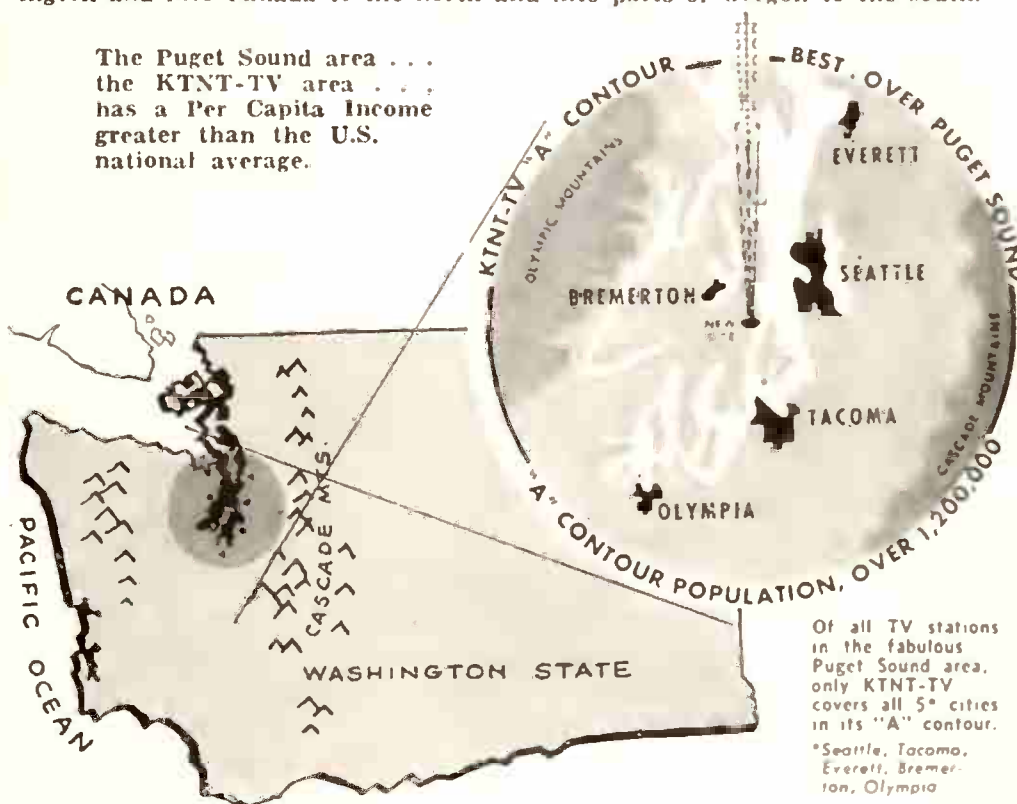 The Puget Sound area . . .
the KTNT-TV area . . .
has a Per Capita Income
greater than the U.S.
national average.
KTNT-TV "A" CONTOUR — BEST OVER PUGET SOUND
OLYMPIC MOUNTAINS
EVERETT
SEATTLE
BREMERTON
NEW
SITE
TACOMA
CASCADE MOUNTAINS
OLYMPIA
"A" CONTOUR POPULATION, OVER 1,200,000
CANADA
CASCADE MTS.
PACIFIC OCEAN
WASHINGTON STATE
Of all TV stations
in the fabulous
Puget Sound area,
only KTNT-TV
covers all 5* cities
in its "A" contour.
*Seattle, Tacoma,
Everett, Bremer-
ton, Olympia